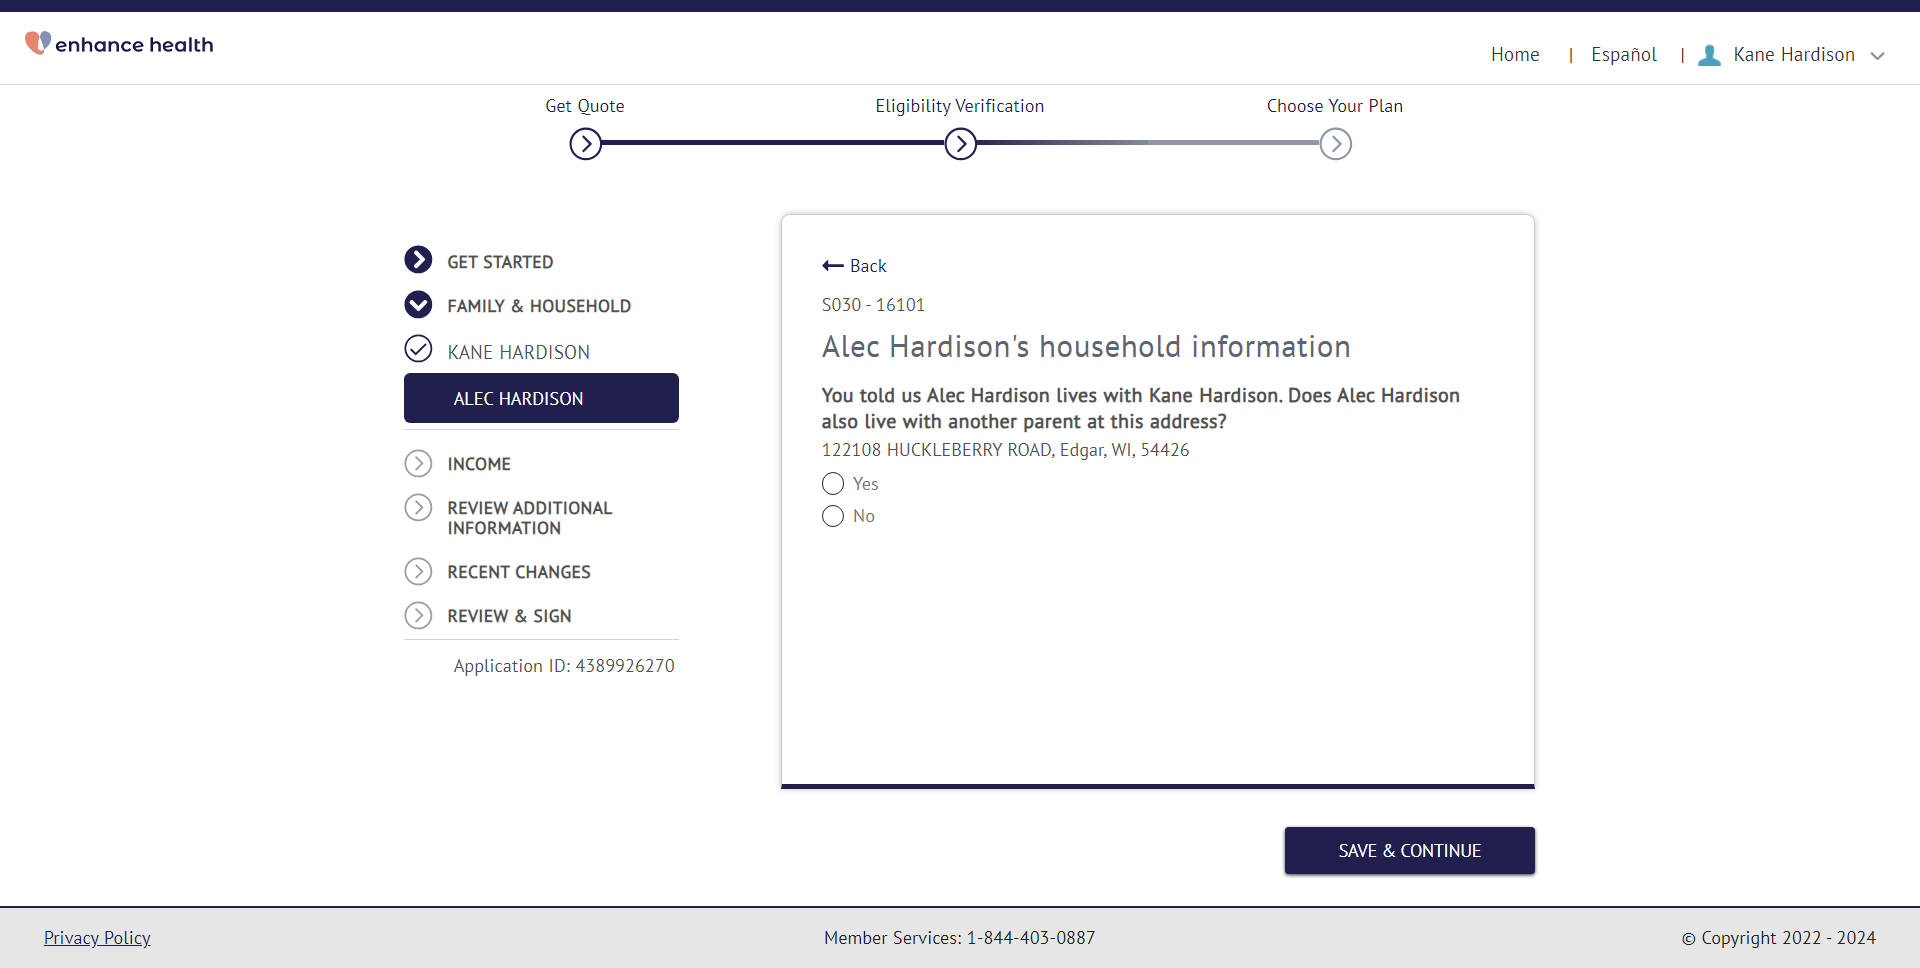 enhance health
Home | Español | Kane Hardison
Get Quote
Eligibility Verification
Choose Your Plan
GET STARTED
FAMILY & HOUSEHOLD
KANE HARDISON
ALEC HARDISON
INCOME
REVIEW ADDITIONAL
INFORMATION
RECENT CHANGES
REVIEW & SIGN
Application ID: 4389926270
Back
S030 - 16101
Alec Hardison's household information
You told us Alec Hardison lives with Kane Hardison. Does Alec Hardison
also live with another parent at this address?
122108 HUCKLEBERRY ROAD, Edgar, WI, 54426
Yes
No
SAVE & CONTINUE
Privacy Policy
Member Services: 1-844-403-0887
© Copyright 2022 - 2024